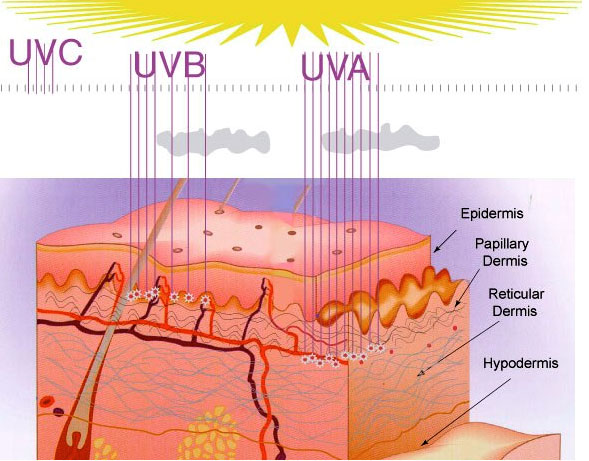 UVC
UVB
UVA
Epidermis
Papillary
Dermis
Reticular
Dermis
Hypodermis